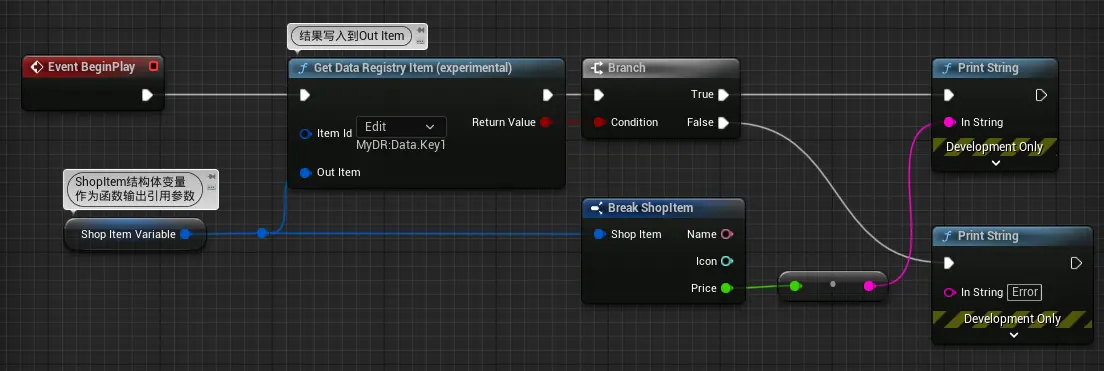 结果写入到Out Item
Event BeginPlay
Get Data Registry Item (experimental)
Branch
Print String
True
Item Id
Edit
MyDR:Data.Key1
Return Value
Condition
False
In String
Development Only
Out Item
ShopItem结构体变量
作为函数输出引用参数
Shop Item Variable
Break ShopItem
Shop Item
Name
Icon
Price
Print String
In String
Error
Development Only